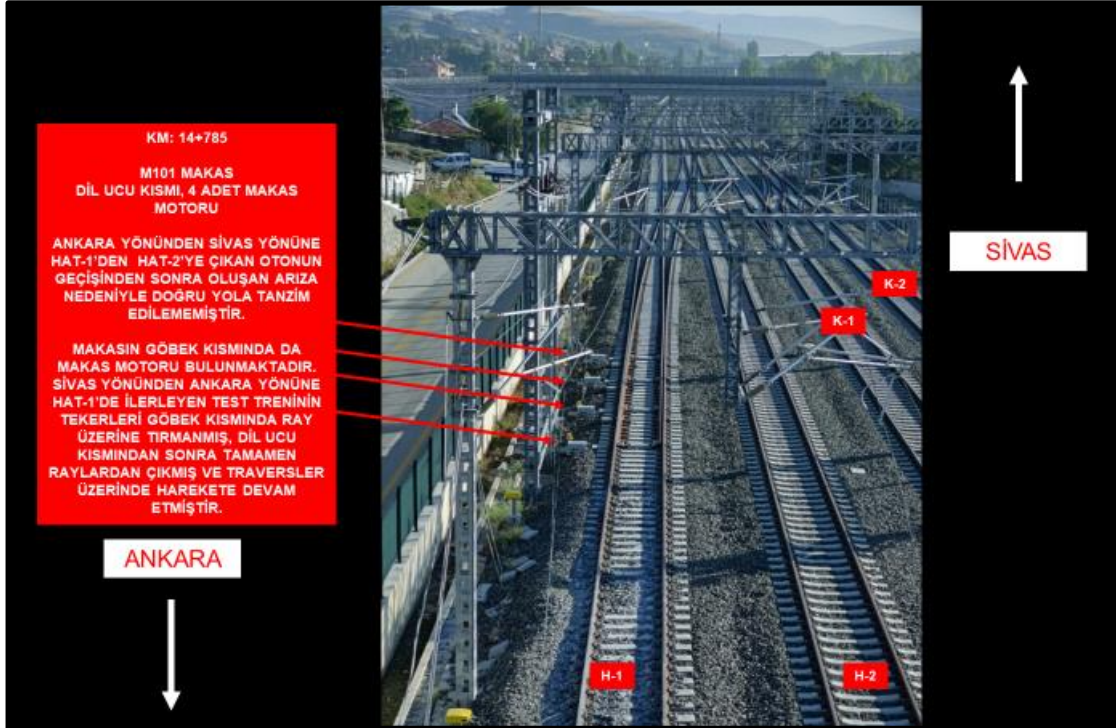 KM: 14+785
M101 MAKAS
DİL UCU KISMI, 4 ADET MAKAS
MOTORU
ANKARA YÖNÜNDEN SİVAS YÖNÜNE
HAT-1'DEN HAT-2'YE ÇIKAN OTONUN
GEÇİŞİNDEN SONRA OLUŞAN ARIZA
NEDENİYLE DOĞRU YOLA TANZİM
EDİLEMEMİŞTİR.
MAKASIN GÖBEK KISMINDA DA
MAKAS MOTORU BULUNMAKTADIR.
SİVAS YÖNÜNDEN ANKARA YÖNÜNE
HAT-1'DE İLERLEYEN TEST TRENİNİN
TEKERLERİ GÖBEK KISMINDA RAY
ÜZERİNE TIRMANMIŞ, DİL UCU
KISMINDAN SONRA TAMAMEN
RAYLARDAN ÇIKMIŞ VE TRAVERSLER
ÜZERİNDE HAREKETE DEVAM
ETMİŞTİR.
ANKARA
SİVAS
K-2
K-1
H-1
H-2